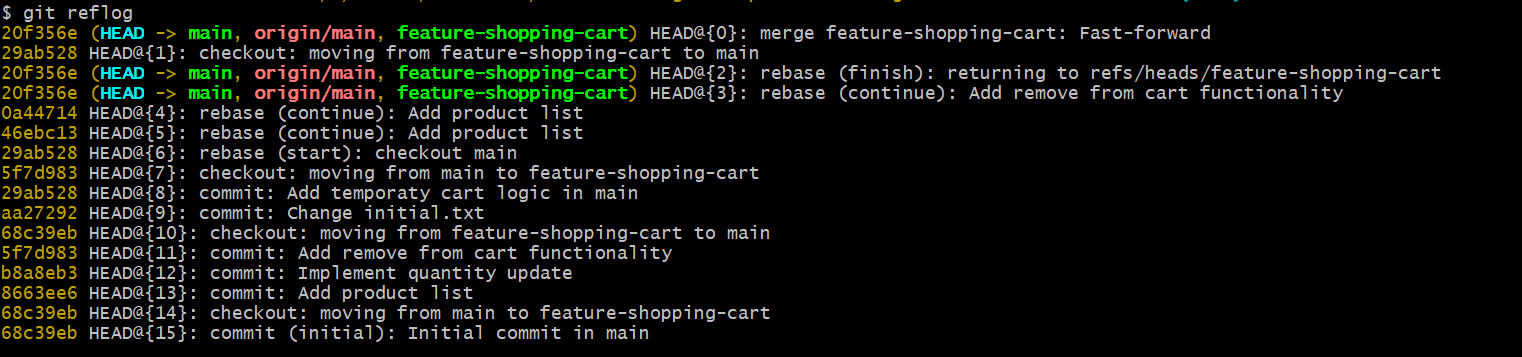 $ git reflog
20f356e (HEAD -> main, origin/main, feature-shopping-cart) HEAD@{0}: merge feature-shopping-cart: Fast-forward
29ab528 HEAD@{1}: checkout: moving from feature-shopping-cart to main
20f356e (HEAD -> main, origin/main, feature-shopping-cart) HEAD@{2}: rebase (finish): returning to refs/heads/feature-shopping-cart
20f356e (HEAD -> main, origin/main, feature-shopping-cart) HEAD@{3}: rebase (continue): Add remove from cart functionality
0a44714 HEAD@{4}: rebase (continue): Add product list
46ebc13 HEAD@{5}: rebase (continue): Add product list
29ab528 HEAD@{6}: rebase (start): checkout main
5f7d983 HEAD@{7}: checkout: moving from main to feature-shopping-cart
29ab528 HEAD@{8}: commit: Add temporaty cart logic in main
aa27292 HEAD@{9}: commit: Change initial.txt
68c39eb HEAD@{10}: checkout: moving from feature-shopping-cart to main
5f7d983 HEAD@{11}: commit: Add remove from cart functionality
b8a8eb3 HEAD@{12}: commit: Implement quantity update
8663ee6 HEAD@{13}: commit: Add product list
68c39eb HEAD@{14}: checkout: moving from main to feature-shopping-cart
68c39eb HEAD@{15}: commit (initial): Initial commit in main